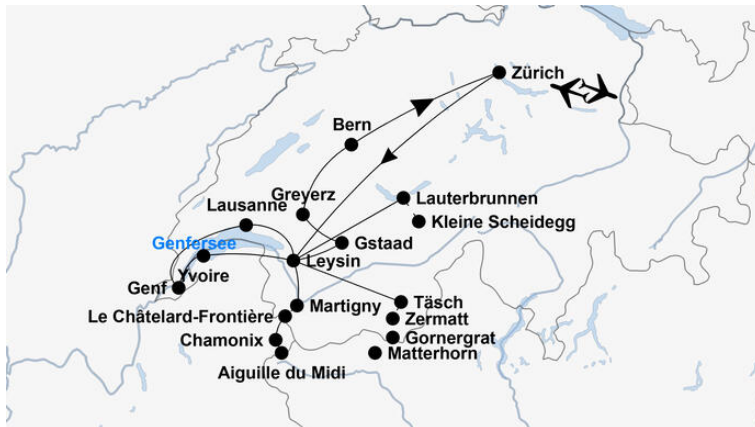 Zürich
Bern
Lauterbrunnen
Greyerz
Lausanne
Kleine Scheidegg
Genfersee
Gstaad
Leysin
Yvoire
Genf
Martigny
Täsch
Le Châtelard-Frontière
Zermatt
Chamonix
Gornergrat
Matterhorn
Aiguille du Midi